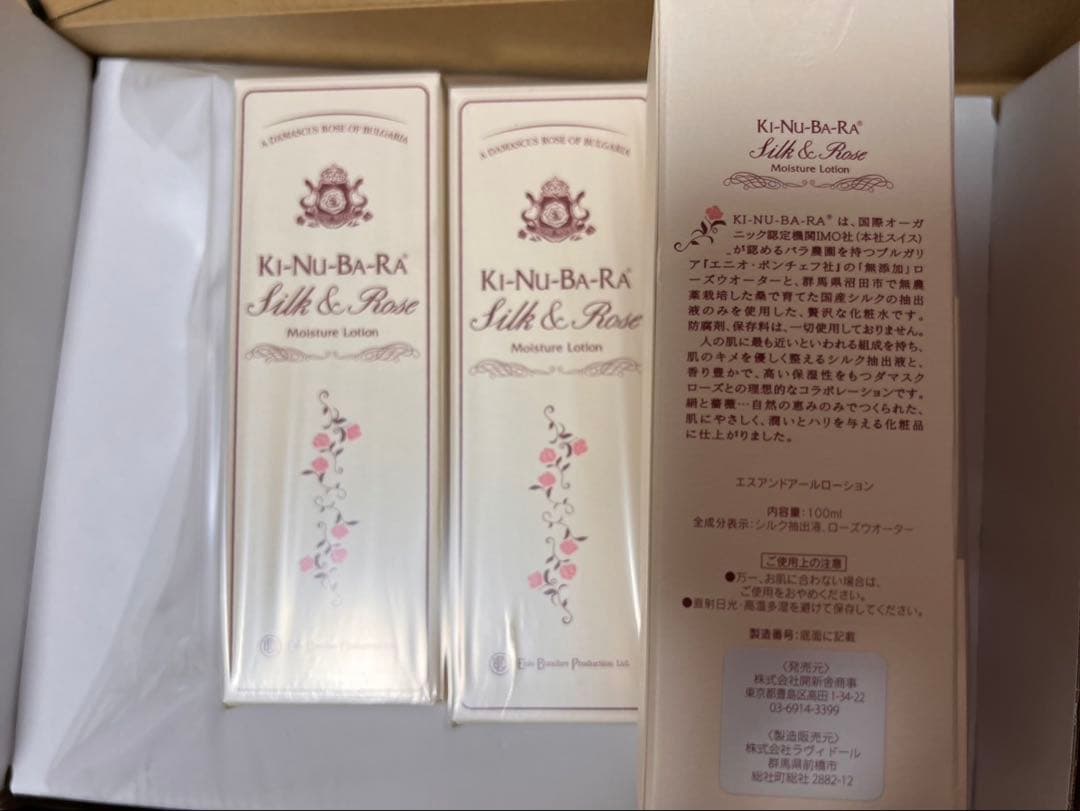 A DAMASCUS ROSE OF BULGARIA
KI-NU-BA-RA®
Silk & Rose
Moisture Lotion
A DAMASCUS ROSE OF BULGARIA
KI-NU-BA-RA®
Silk & Rose
Moisture Lotion
Production Ltd.
KI-NU-BA-RA®
Silk & Rose
Moisture Lotion
KI-NU-BA-RA® は、国際オーガ
ニック認定機関IMO社(本社スイス)
が認めるバラ農園を持つブルガリ
ア『エニオ・ボンチェフ社』の「無添加」ロ
ーズウオーターと、群馬県沼田市で無農
薬栽培した桑で育てた国産シルクの抽出
液のみを使用した、贅沢な化粧水です。
防腐剤、保存料は、一切使用しておりません。
人の肌に最も近いといわれる組成を持ち、
肌のキメを優しく整えるシルク抽出液と、
香り豊かで、高い保湿性をもつダマスク
ローズとの理想的なコラボレーションです。
絹と薔薇…自然の恵みのみでつくられた、
肌にやさしく、潤いとハリを与える化粧品
に仕上がりました。
エスアンドアールローション
内容量:100ml
全成分表示:シルク抽出液、ローズウオーター
ご使用上の注意
●万一、お肌に合わない場合は、
ご使用をおやめください。
●直射日光・高温多湿を避けて保存してください。
製造番号:底面に記載
〈発売元〉
株式会社開新舎商事
東京都豊島区高田1-34-22
03-6914-3399
〈製造販売元〉
株式会社ラヴィドール
群馬県前橋市
総社町総社 2882-12